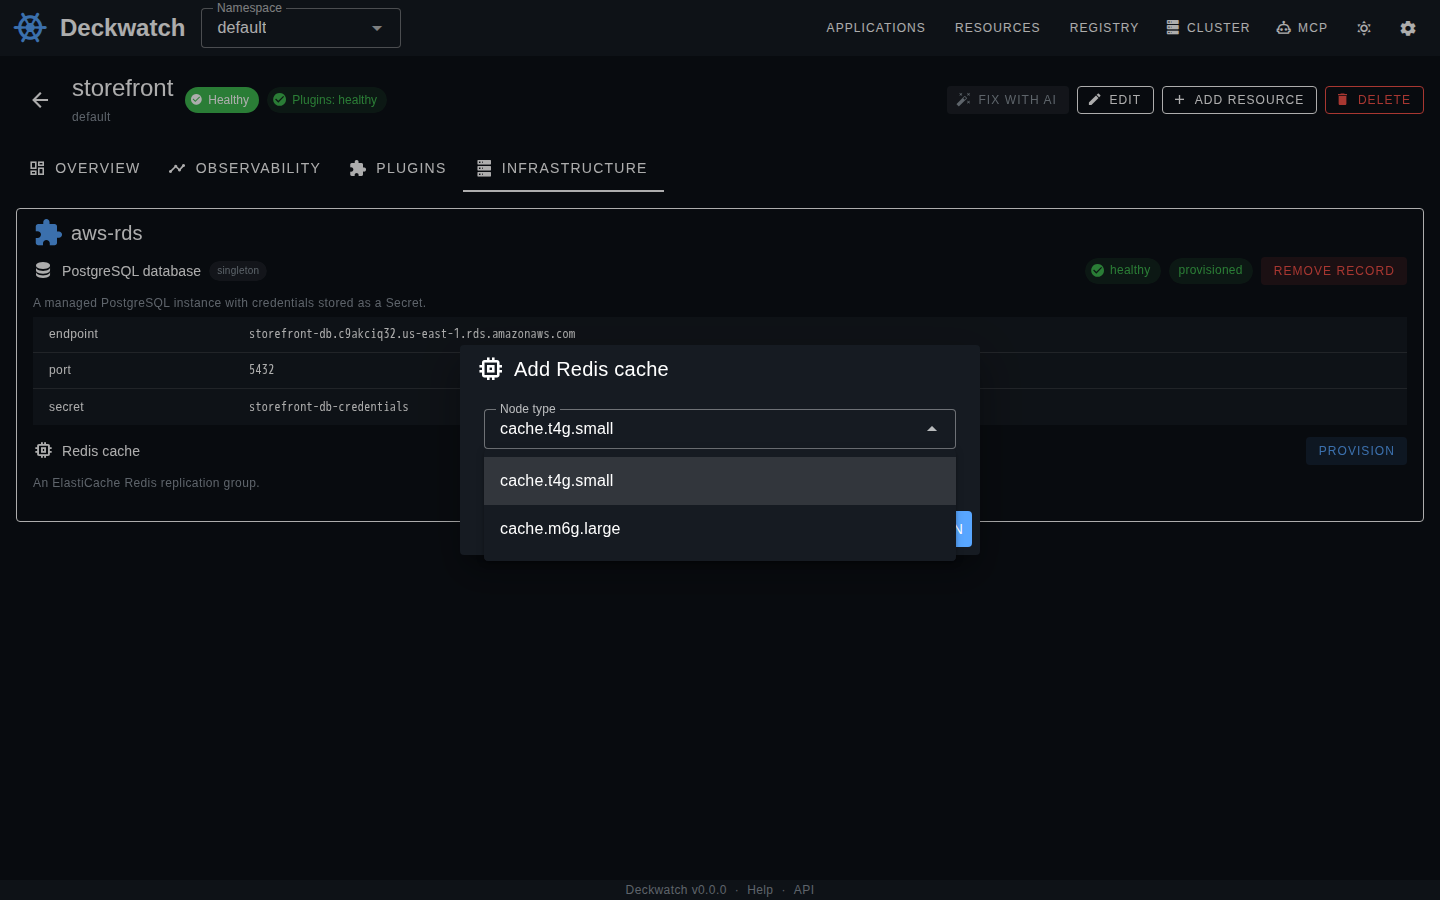 Deckwatch
Namespace
default
APPLICATIONS
RESOURCES
REGISTRY
CLUSTER
MCP
storefront
default
Healthy
Plugins: healthy
FIX WITH AI
EDIT
ADD RESOURCE
DELETE
OVERVIEW
OBSERVABILITY
PLUGINS
INFRASTRUCTURE
aws-rds
PostgreSQL database
singleton
healthy
provisioned
REMOVE RECORD
A managed PostgreSQL instance with credentials stored as a Secret.
endpoint storefront-db.c9akciq32.us-east-1.rds.amazonaws.com
port 5432
secret storefront-db-credentials
Redis cache
PROVISION
An ElastiCache Redis replication group.
Add Redis cache
Node type
cache.t4g.small
cache.t4g.small
cache.m6g.large
Deckwatch v0.0.0 · Help · API